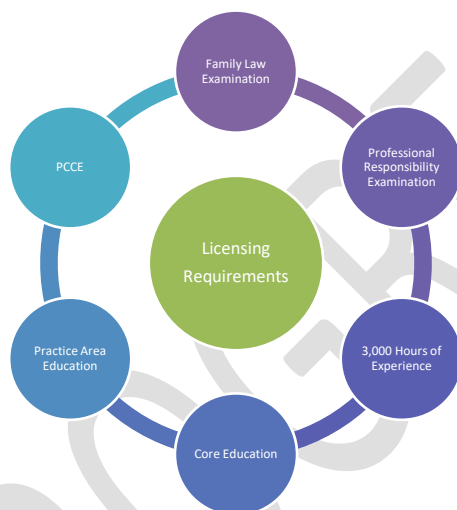 Family Law
Examination
Professional
Responsibility
Examination
3,000 Hours of
Experience
Core Education
Practice Area
Education
PCCE
Licensing
Requirements